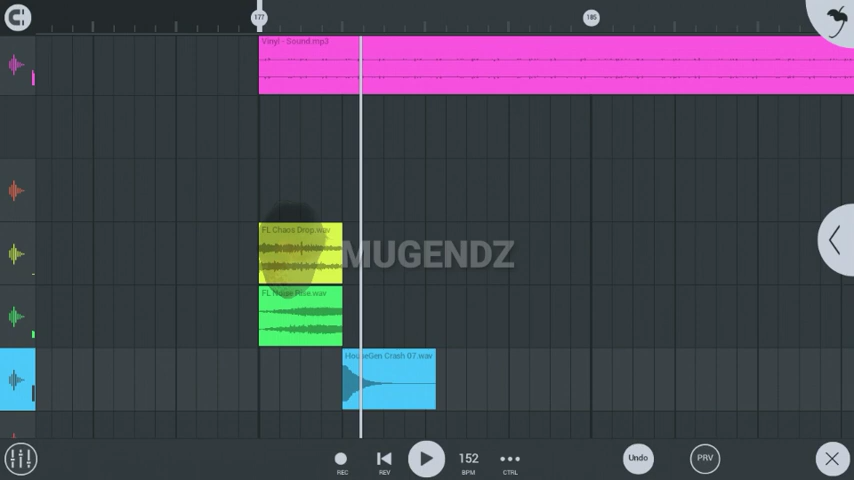 177
185
Vinyl - Sound.mp3
FL Chaos Drop.wav
MUGENDZ
FL Noise Rise.wav
HouseGen Crash 07.wav
REC
REV
152
BPM
CTRL
Undo
PRV